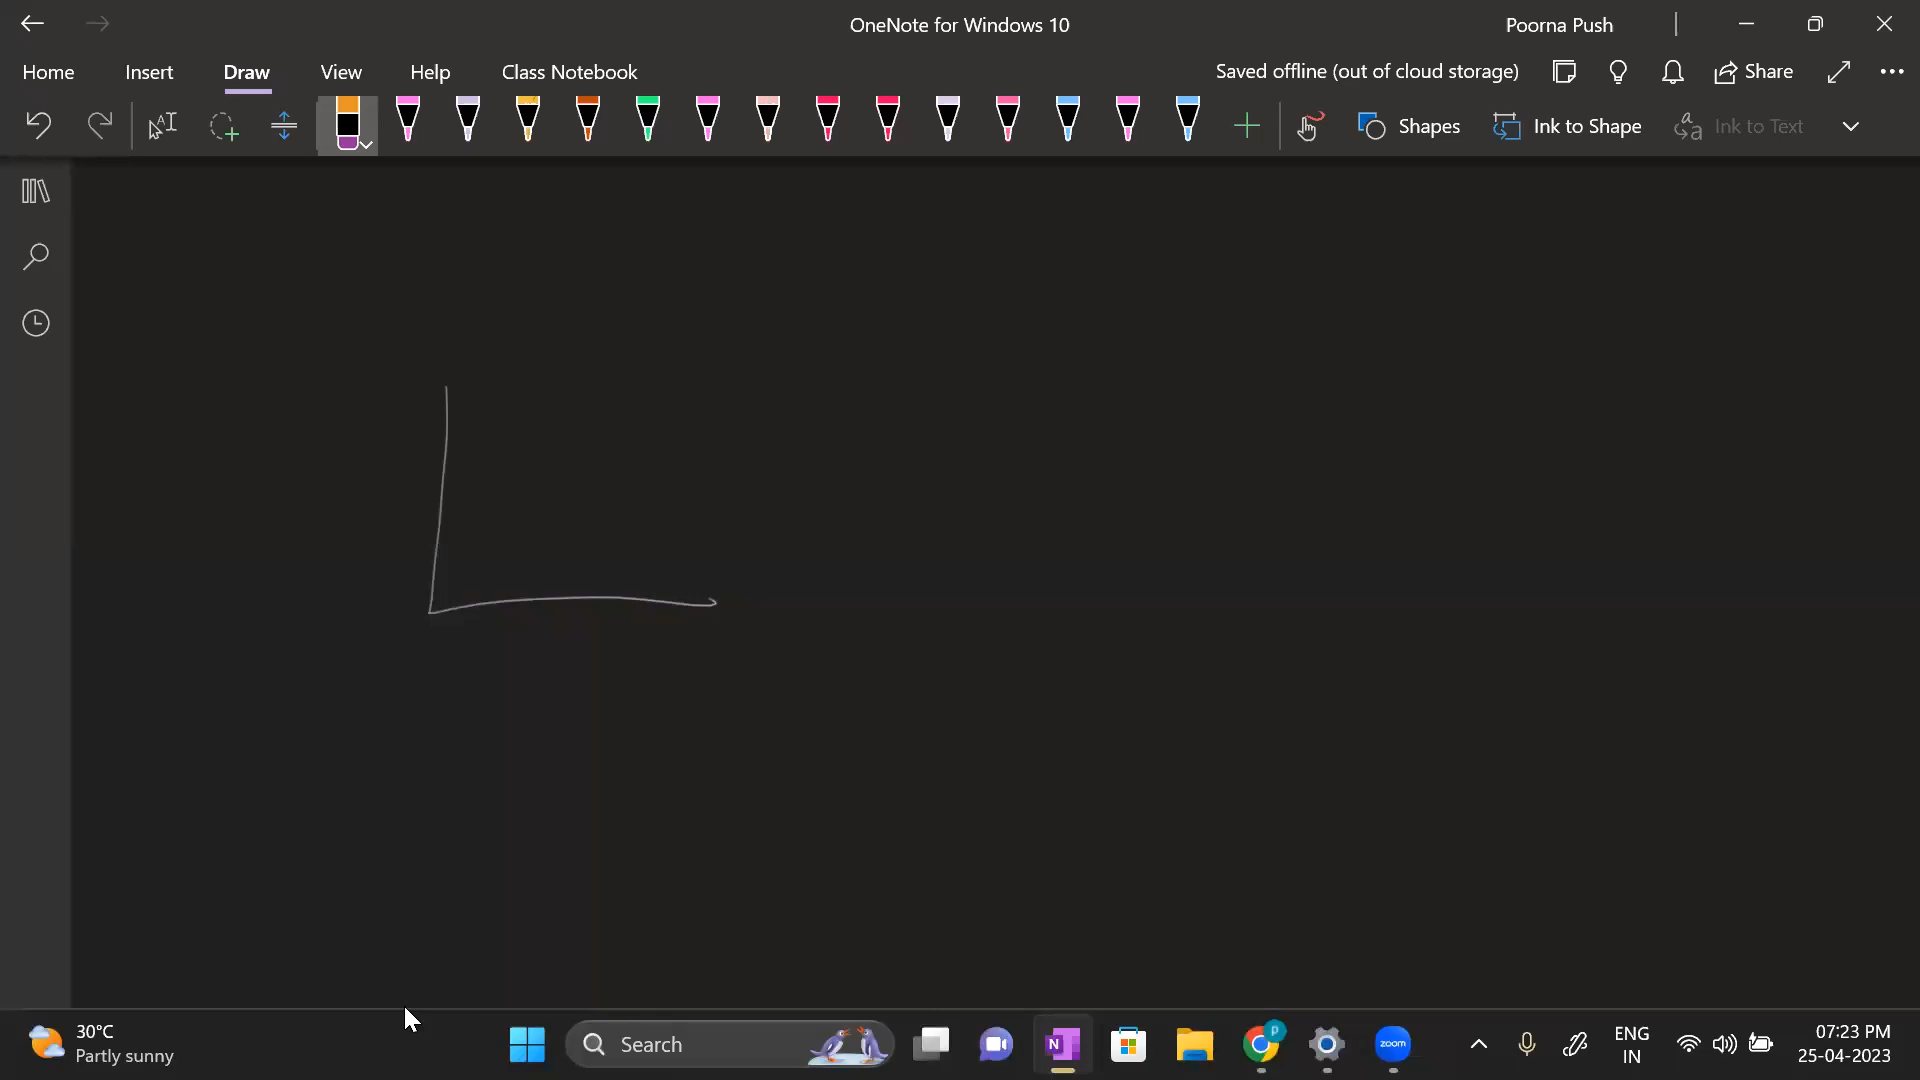 OneNote for Windows 10
Poorna Push
Home Insert Draw View Help Class Notebook
Saved offline (out of cloud storage)
Share
Shapes
Ink to Shape
Ink to Text
30°C
Partly sunny
Search
zoom
ENG
IN
07:23 PM
25-04-2023